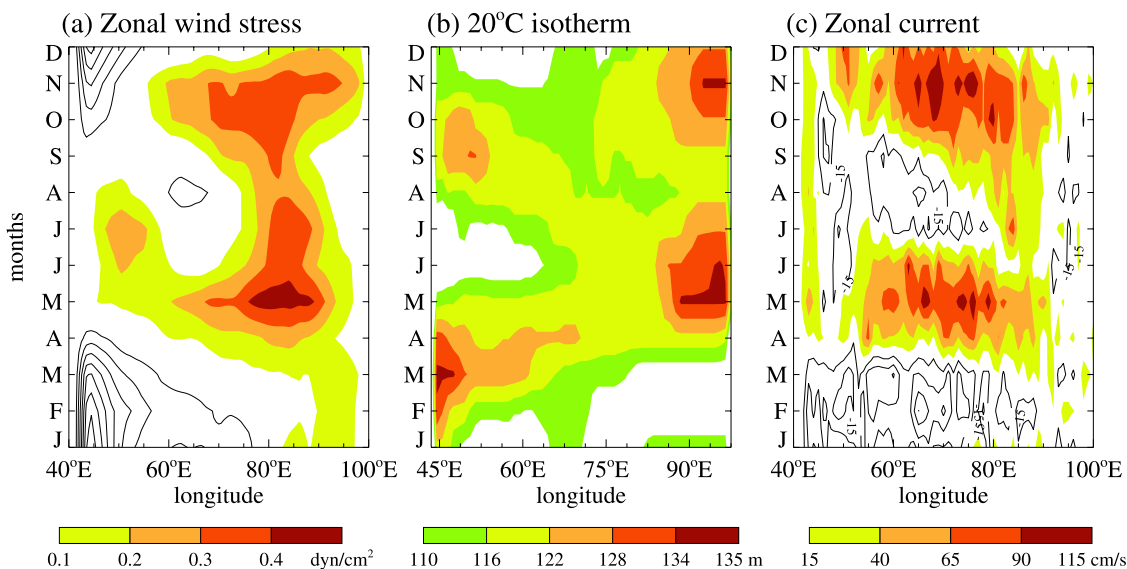 (a) Zonal wind stress
(b) 20°C isotherm
(c) Zonal current
months
D
N
O
S
A
J
J
M
A
M
F
J
40°E 60°E 80°E 100°E
longitude
0.1 0.2 0.3 0.4 dyn/cm²
D
N
O
S
A
J
J
M
A
M
F
J
45°E 60°E 75°E 90°E
longitude
110 116 122 128 134 135 m
D
N
O
S
A
J
J
M
A
M
F
J
-15
-15
-15
-15
-15
-15
-15
-15
40°E 60°E 80°E 100°E
longitude
15 40 65 90 115 cm/s